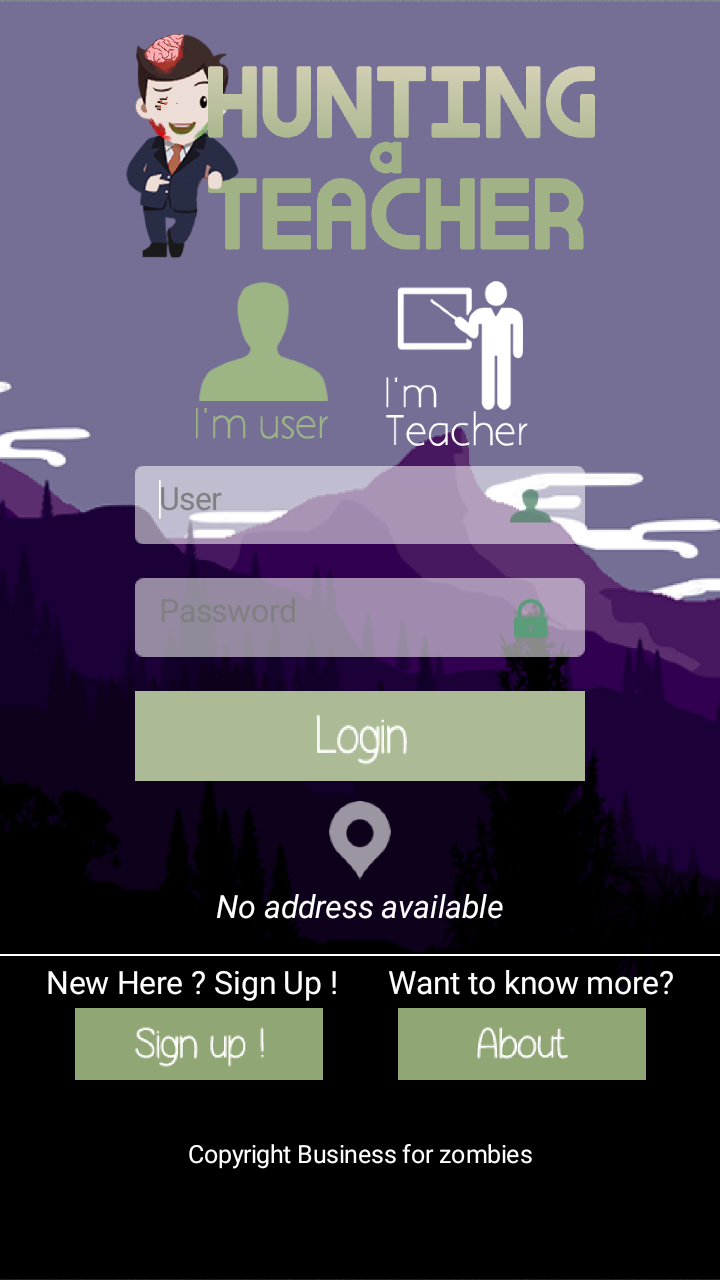 HUNTING
a
TEACHER
I'm user
I'm
Teacher
User
Password
Login
No address available
New Here ? Sign Up !
Want to know more?
Sign up !
About
Copyright Business for zombies